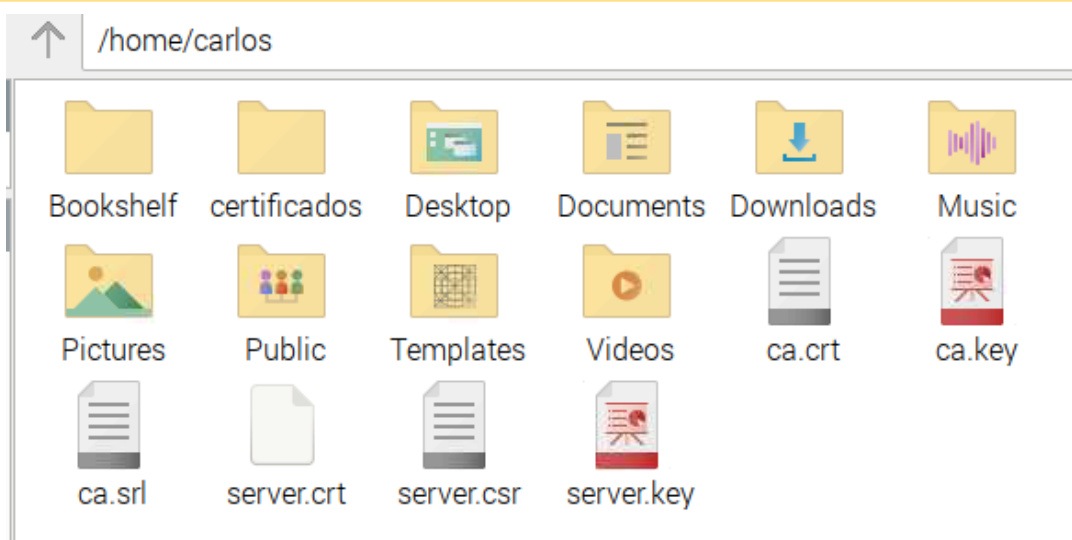 /home/carlos
Bookshelf certificados Desktop Documents Downloads Music
Pictures Public Templates Videos ca.crt ca.key
ca.srl server.crt server.csr server.key